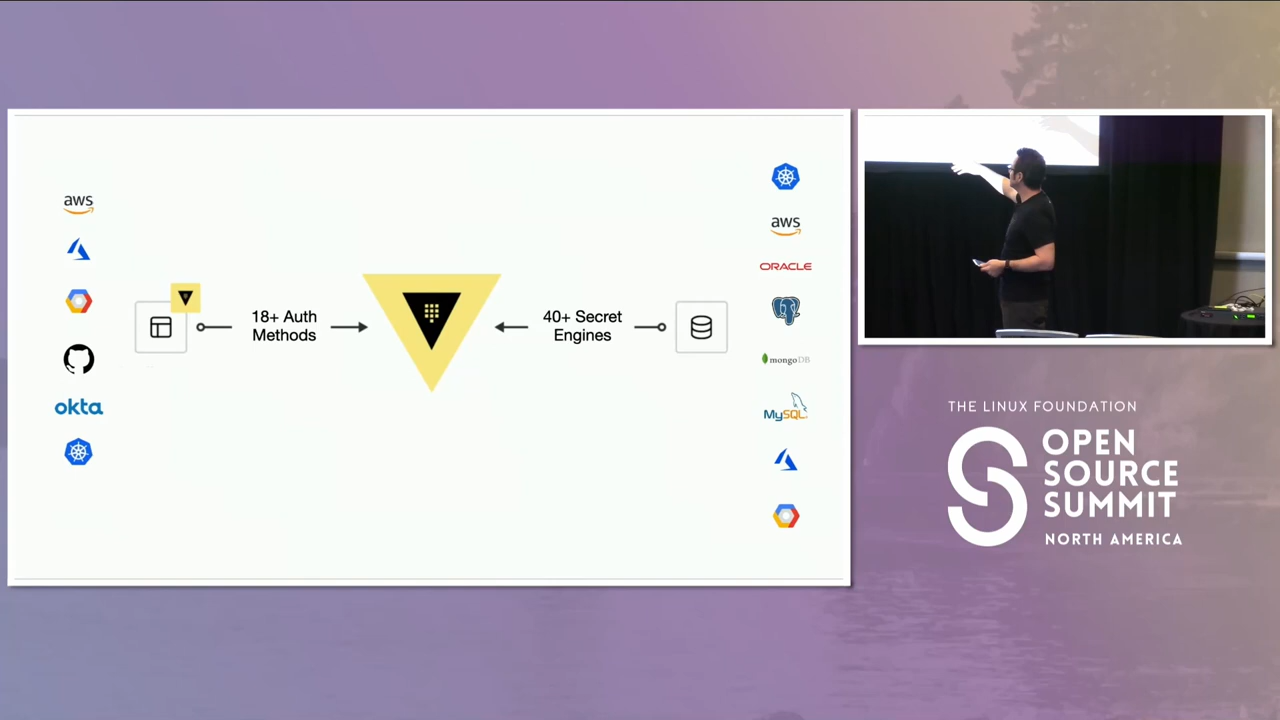 aws
okta
18+ Auth
Methods
40+ Secret
Engines
aws
ORACLE
mongoDB
MySQL
THE LINUX FOUNDATION
OPEN
SOURCE
SUMMIT
NORTH AMERICA